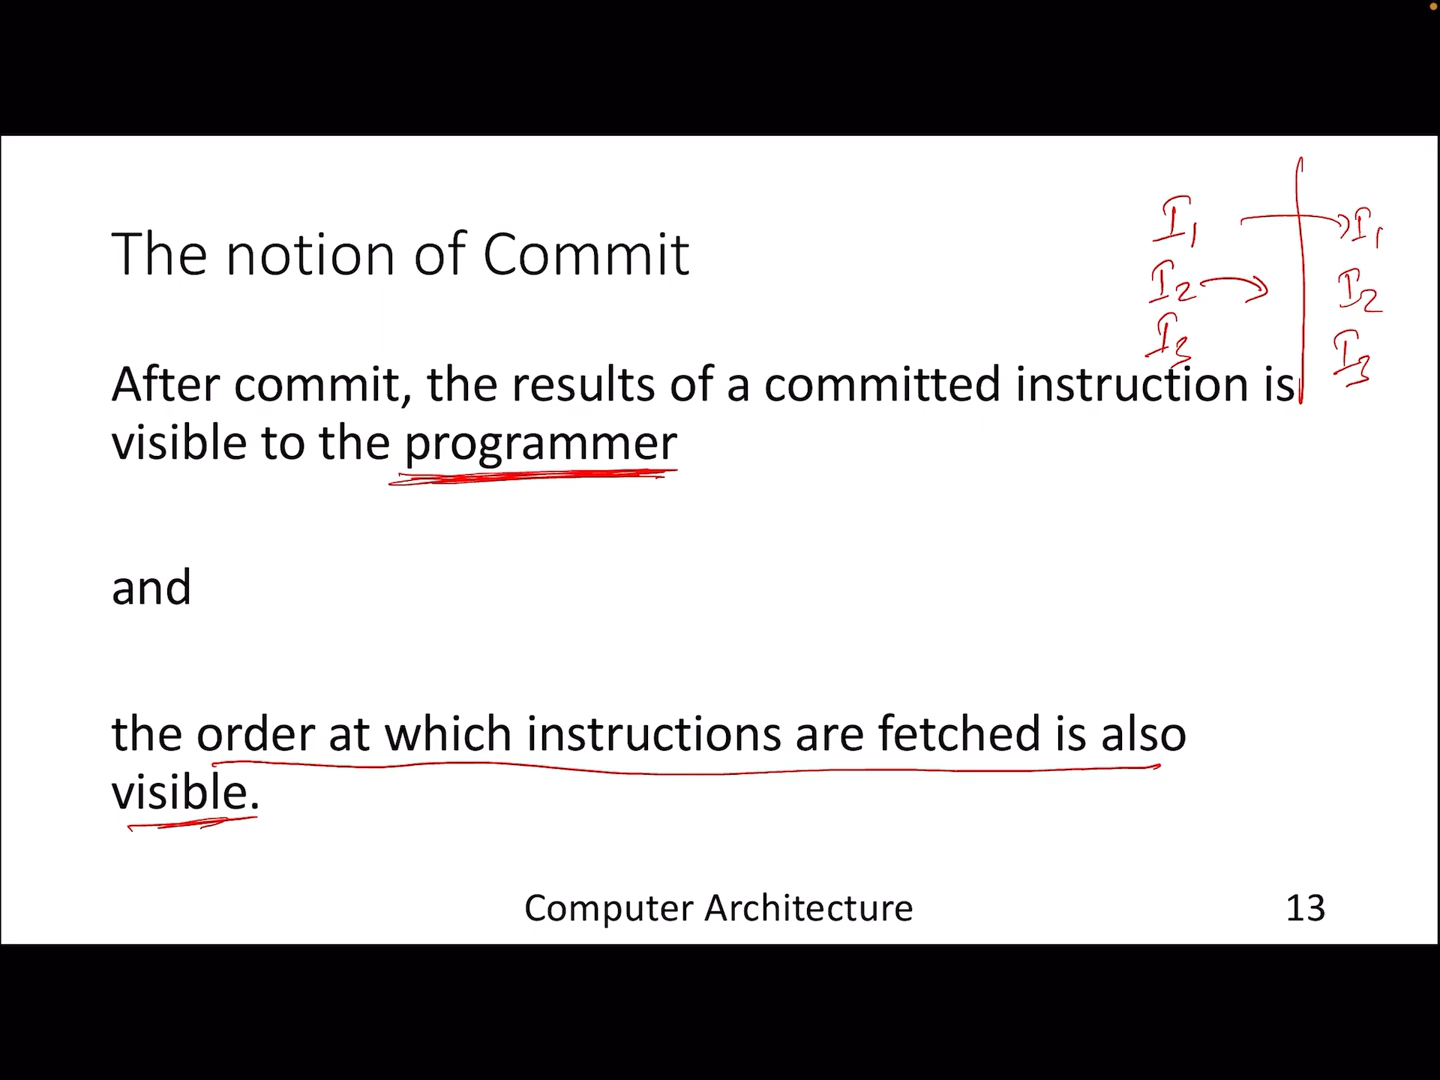 I1 I1
The notion of Commit
I2 I2
I3 I3
After commit, the results of a committed instruction is
visible to the programmer
and
the order at which instructions are fetched is also
visible.
Computer Architecture 13